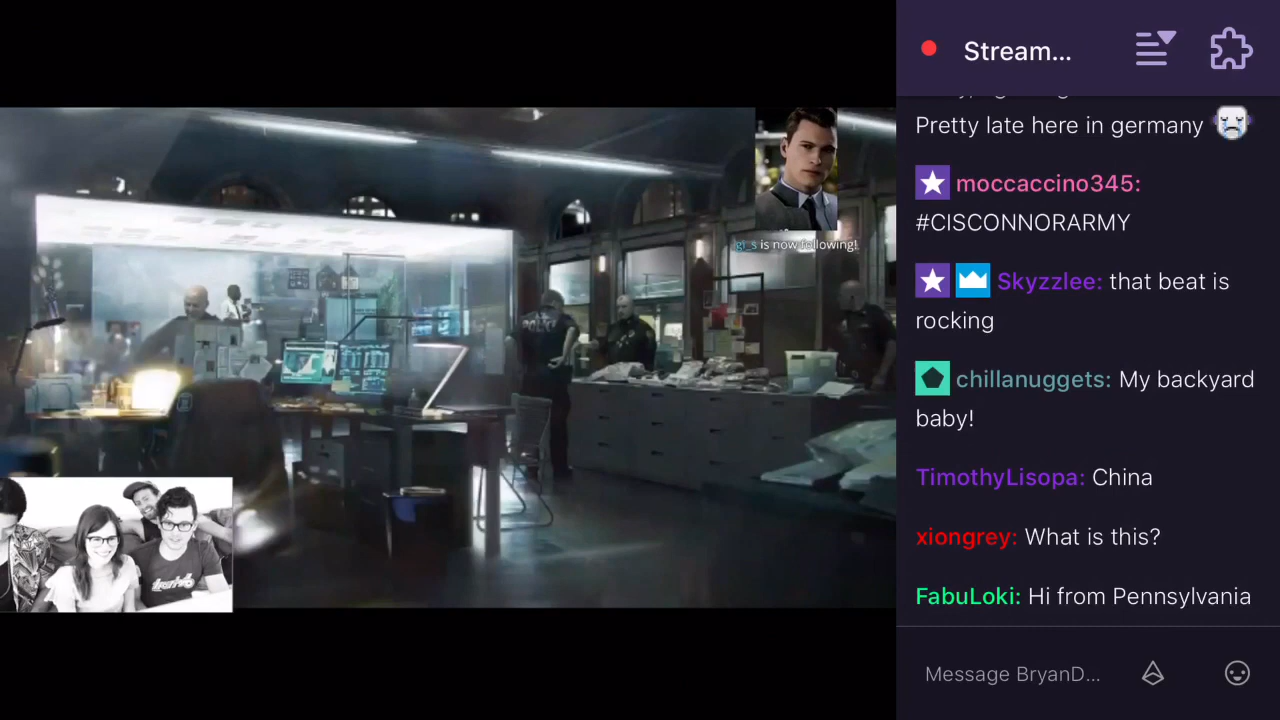 Stream...
Pretty late here in germany
moccaccino345:
#CISCONNORARMY
Skyzzlee: that beat is
rocking
chillanuggets: My backyard
baby!
TimothyLisopa: China
xiongrey: What is this?
FabuLoki: Hi from Pennsylvania
Message BryanD...
is now following!
POLICE